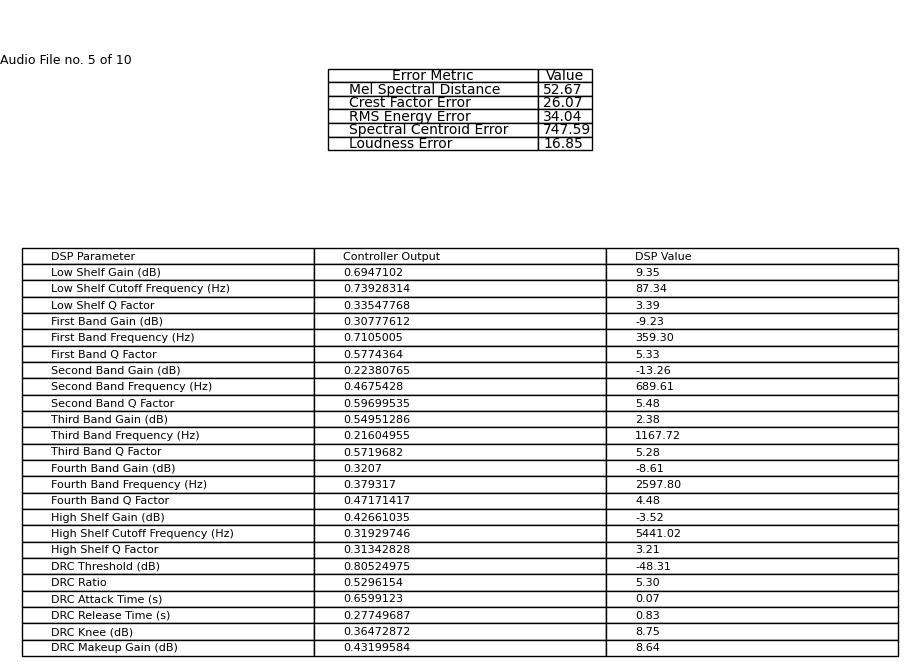 Audio File no. 5 of 10
Error Metric Value
Mel Spectral Distance 52.67
Crest Factor Error 26.07
RMS Energy Error 34.04
Spectral Centroid Error 747.59
Loudness Error 16.85
DSP Parameter Controller Output DSP Value
Low Shelf Gain (dB) 0.6947102 9.35
Low Shelf Cutoff Frequency (Hz) 0.73928314 87.34
Low Shelf Q Factor 0.33547768 3.39
First Band Gain (dB) 0.30777612 -9.23
First Band Frequency (Hz) 0.7105005 359.30
First Band Q Factor 0.5774364 5.33
Second Band Gain (dB) 0.22380765 -13.26
Second Band Frequency (Hz) 0.4675428 689.61
Second Band Q Factor 0.59699535 5.48
Third Band Gain (dB) 0.54951286 2.38
Third Band Frequency (Hz) 0.21604955 1167.72
Third Band Q Factor 0.5719682 5.28
Fourth Band Gain (dB) 0.3207 -8.61
Fourth Band Frequency (Hz) 0.379317 2597.80
Fourth Band Q Factor 0.47171417 4.48
High Shelf Gain (dB) 0.42661035 -3.52
High Shelf Cutoff Frequency (Hz) 0.31929746 5441.02
High Shelf Q Factor 0.31342828 3.21
DRC Threshold (dB) 0.80524975 -48.31
DRC Ratio 0.5296154 5.30
DRC Attack Time (s) 0.6599123 0.07
DRC Release Time (s) 0.27749687 0.83
DRC Knee (dB) 0.36472872 8.75
DRC Makeup Gain (dB) 0.43199584 8.64